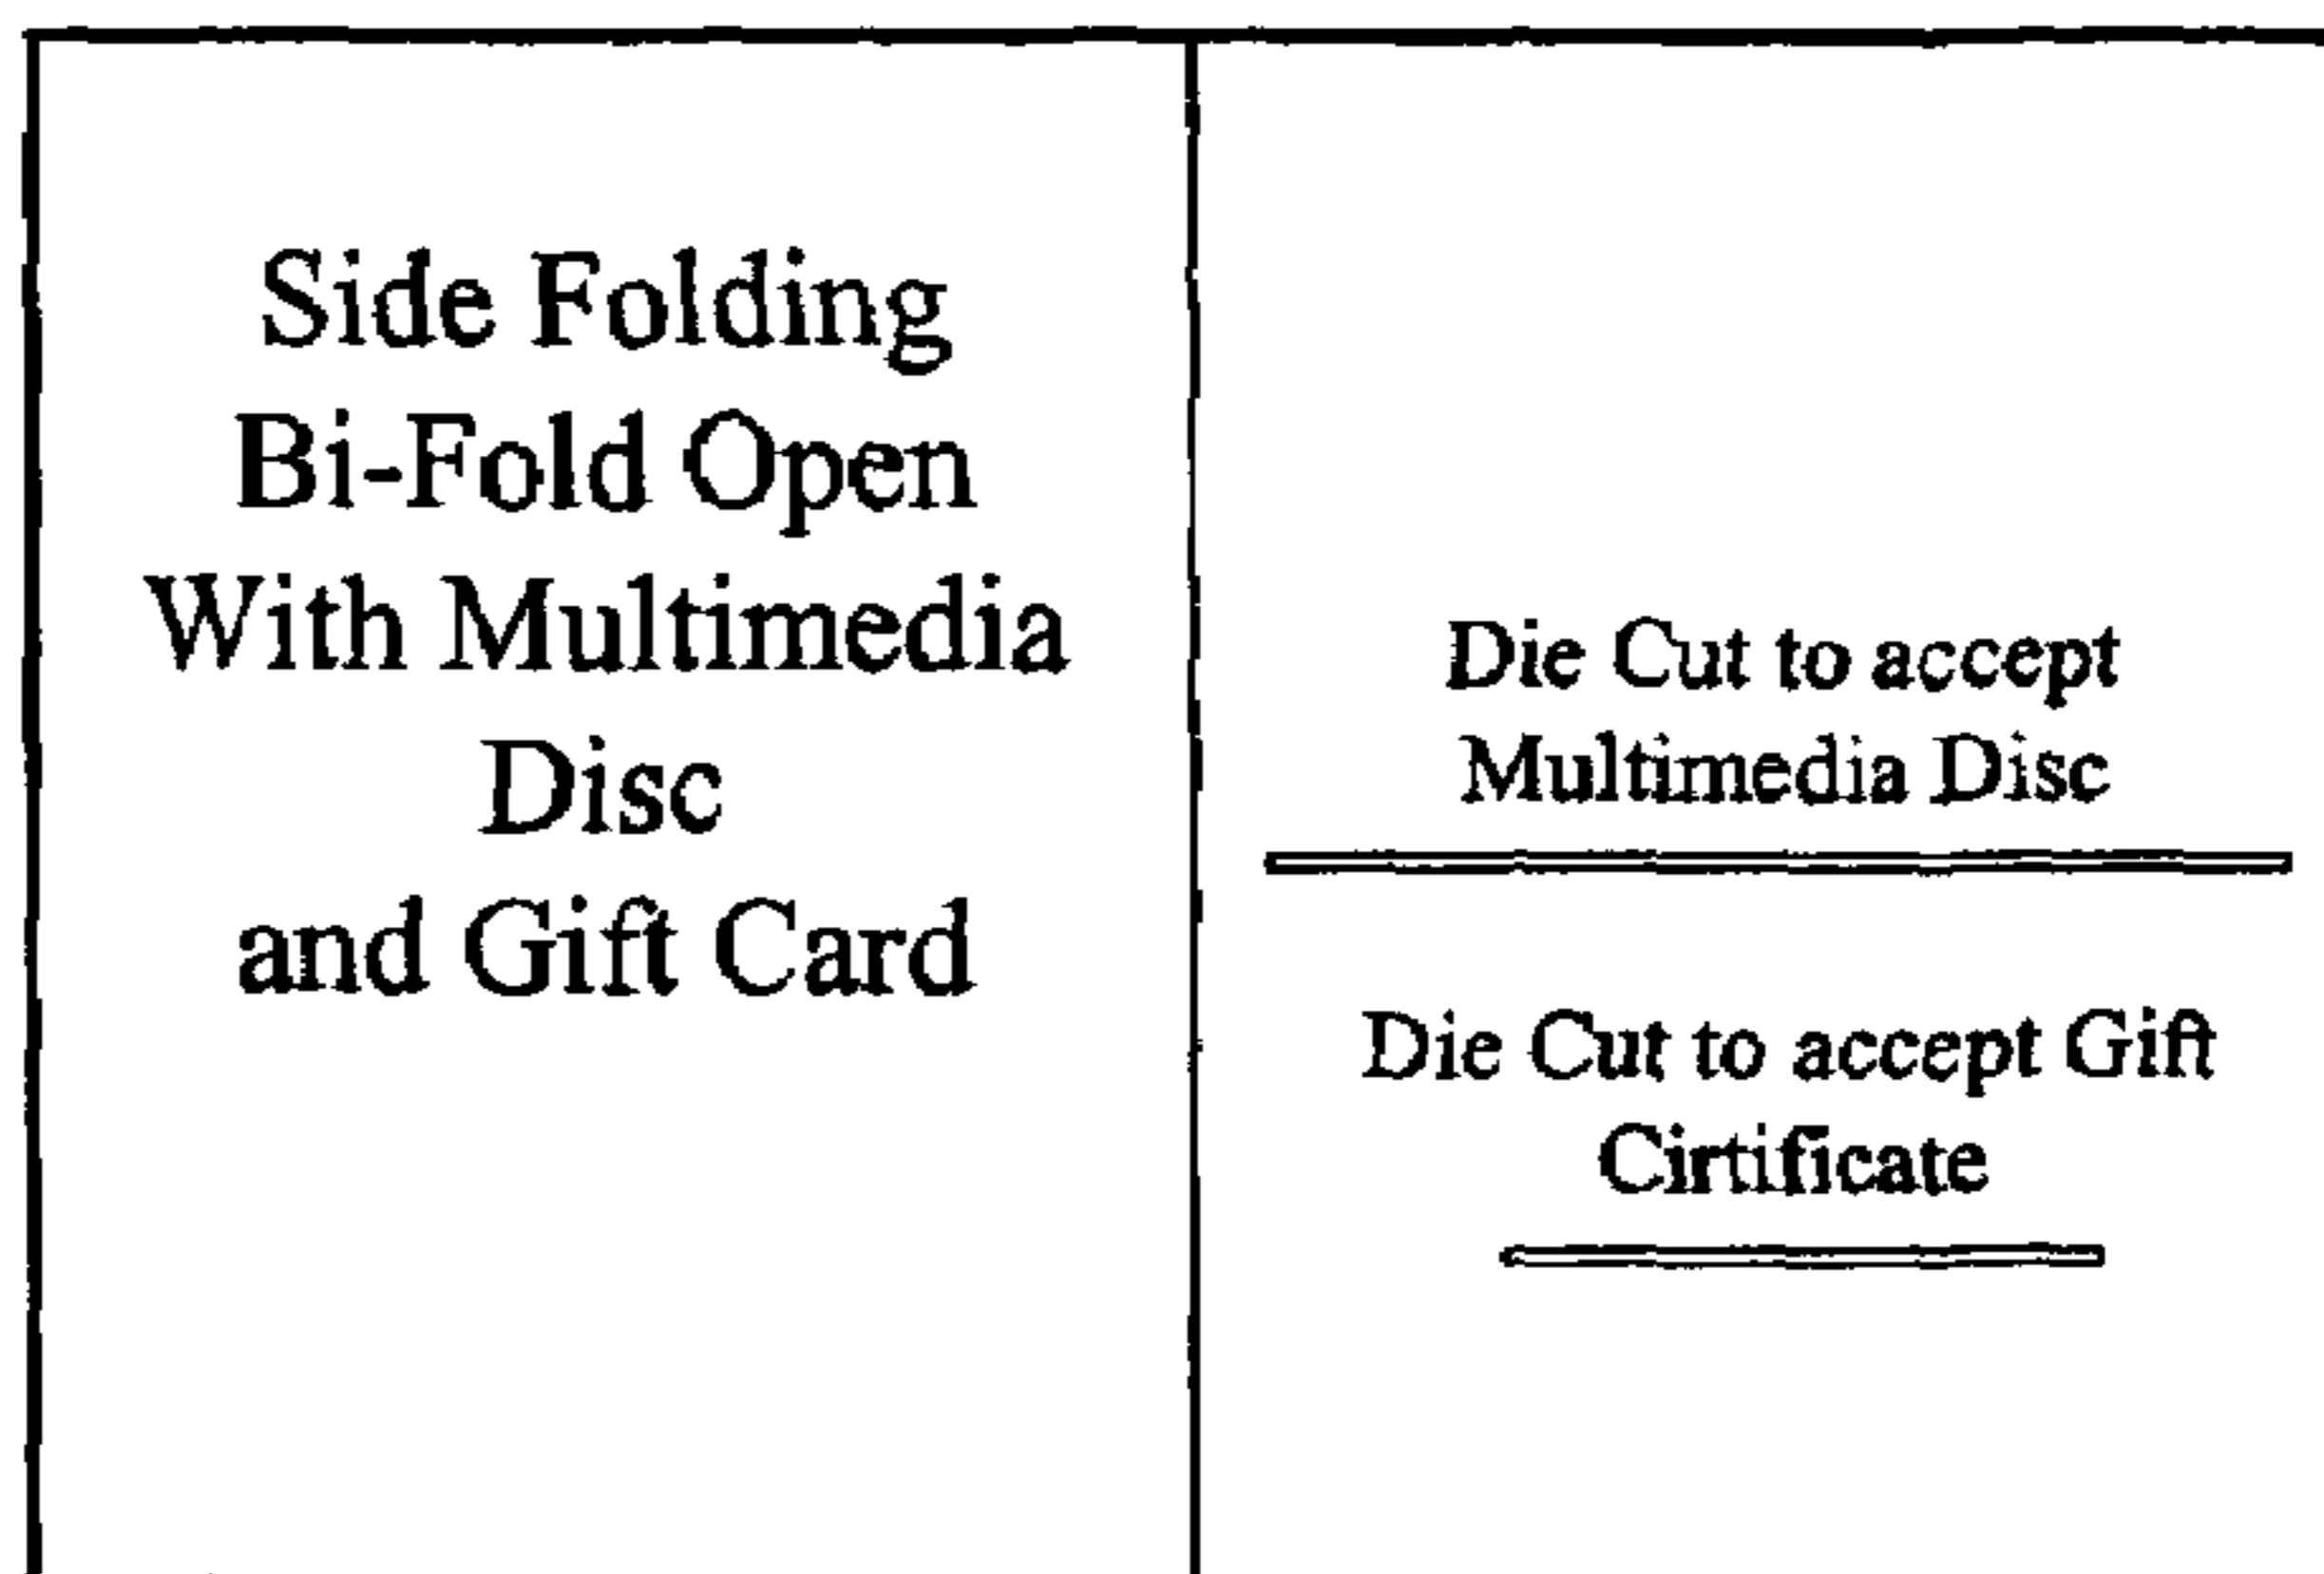 Side Folding
Bi-Fold Open
With Multimedia
Disc
and Gift Card
Die Cut to accept
Multimedia Disc
Die Cut to accept Gift
Cirtificate